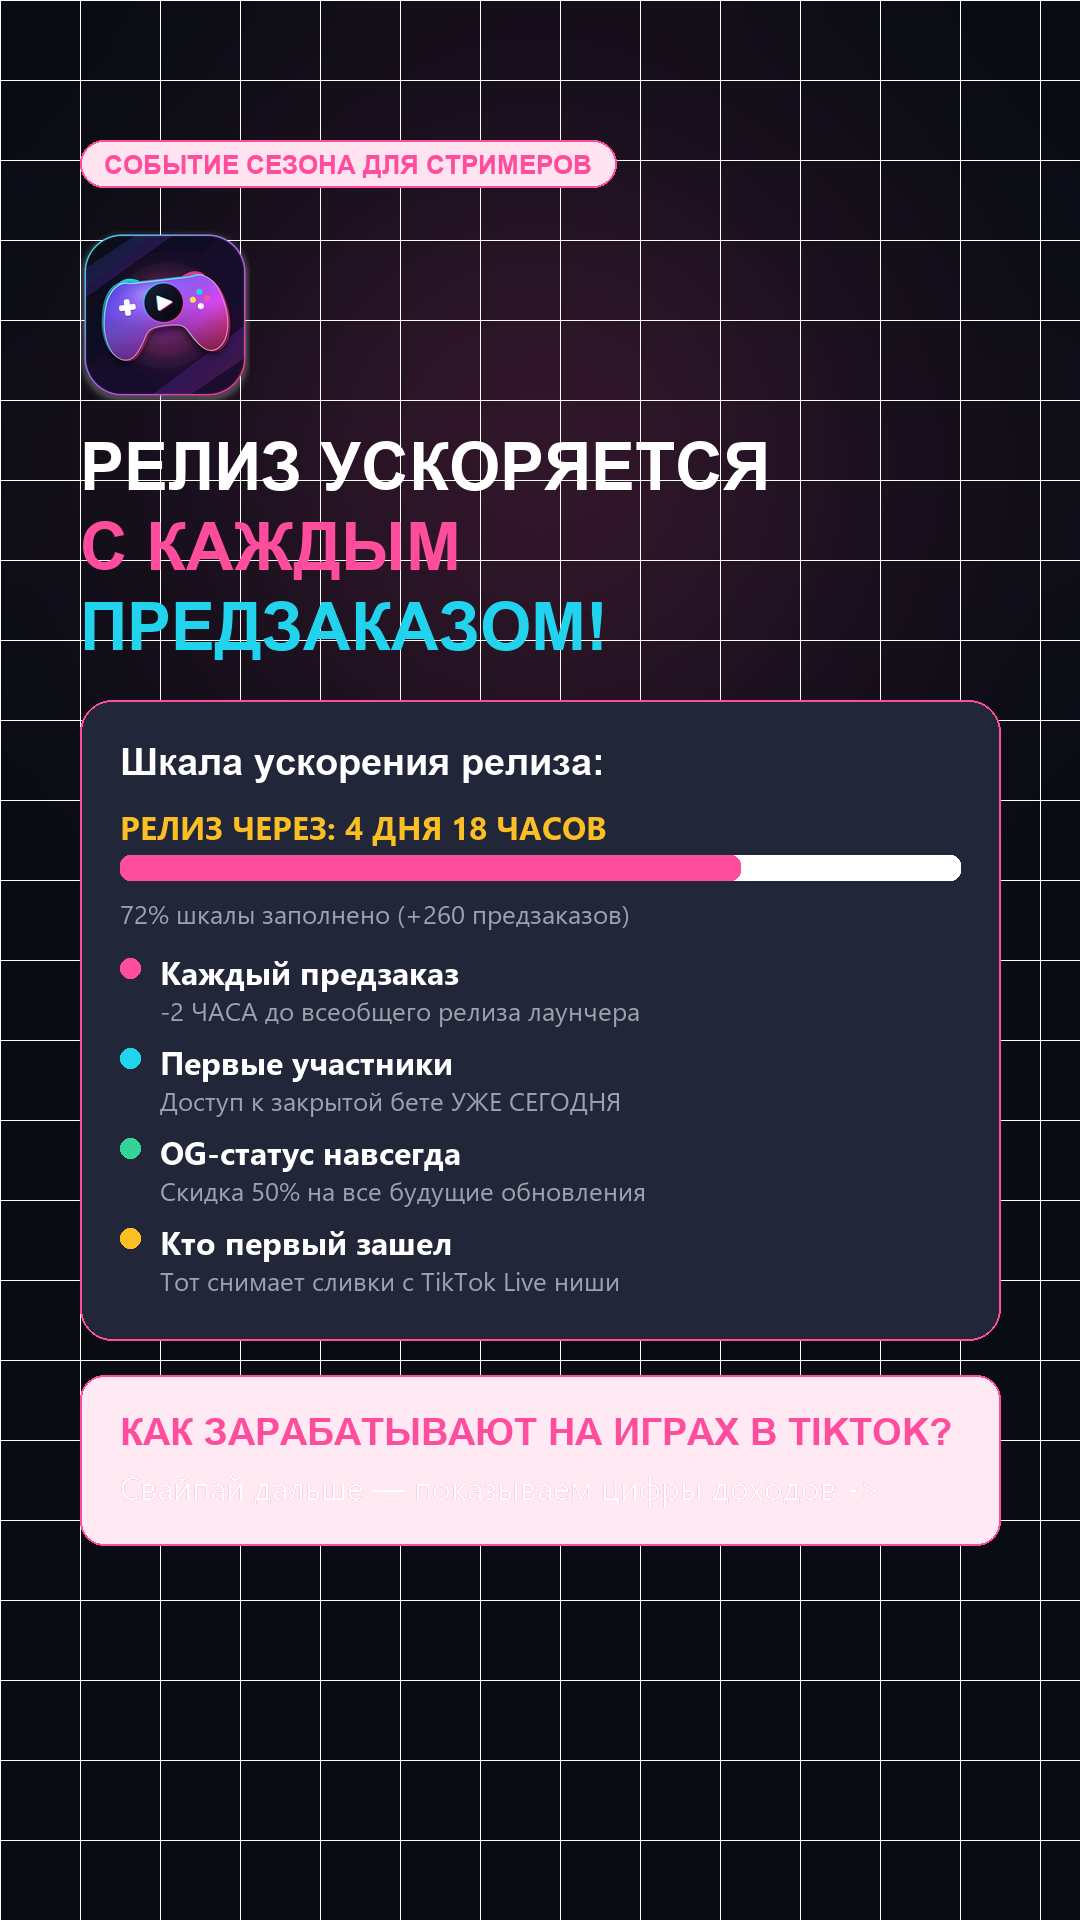 СОБЫТИЕ СЕЗОНА ДЛЯ СТРИМЕРОВ
РЕЛИЗ УСКОРЯЕТСЯ
С КАЖДЫМ
ПРЕДЗАКАЗОМ!
Шкала ускорения релиза:
РЕЛИЗ ЧЕРЕЗ: 4 ДНЯ 18 ЧАСОВ
72% шкалы заполнено (+260 предзаказов)
Каждый предзаказ
-2 ЧАСА до всеобщего релиза лаунчера
Первые участники
Доступ к закрытой бете УЖЕ СЕГОДНЯ
OG-статус навсегда
Скидка 50% на все будущие обновления
Кто первый зашел
Тот снимает сливки с TikTok Live ниши
КАК ЗАРАБАТЫВАЮТ НА ИГРАХ В TIKTOK?
Свайпай дальше — показываем цифры доходов ->